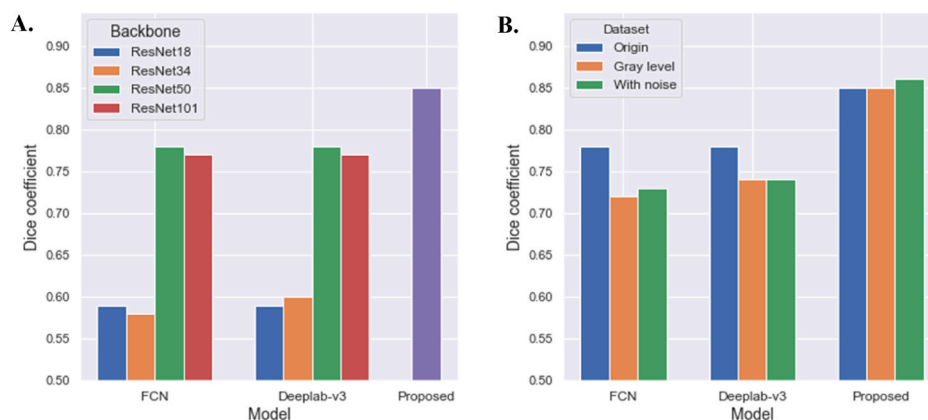 A.
Backbone
ResNet18
ResNet34
ResNet50
ResNet101
0.90
0.85
0.80
0.75
0.70
0.65
0.60
0.55
0.50
Dice coefficient
FCN
Deeplab-v3
Proposed
Model
B.
Dataset
Origin
Gray level
With noise
0.90
0.85
0.80
0.75
0.70
0.65
0.60
0.55
0.50
Dice coefficient
FCN
Deeplab-v3
Proposed
Model